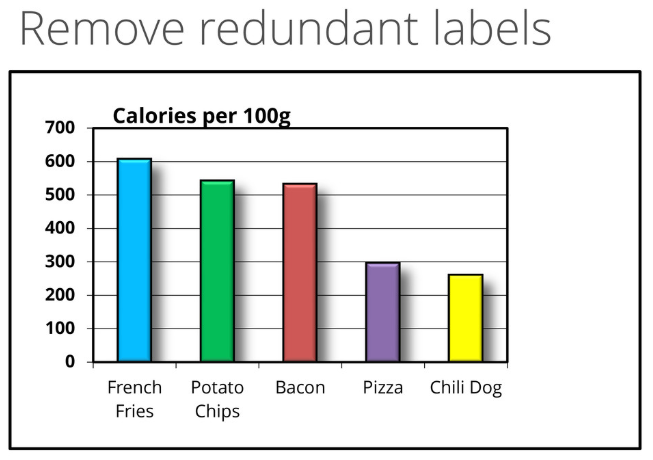 Remove redundant labels
Calories per 100g
700
600
500
400
300
200
100
0
French Fries
Potato Chips
Bacon
Pizza
Chili Dog